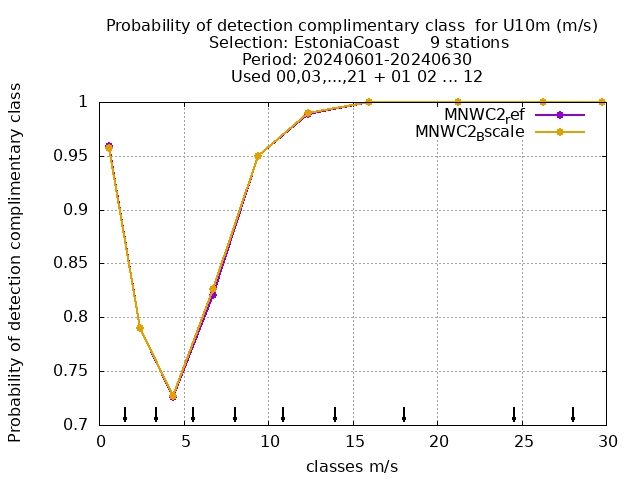 Probability of detection complimentary class  for U10m (m/s)
Selection: EstoniaCoast      9 stations
Period: 20240601-20240630
Used 00,03,...,21 + 01 02 ... 12
Probability of detection complimentary class
MNWC2ref
MNWC2Bscale
1
0.95
0.9
0.85
0.8
0.75
0.7
0 5 10 15 20 25 30
classes m/s